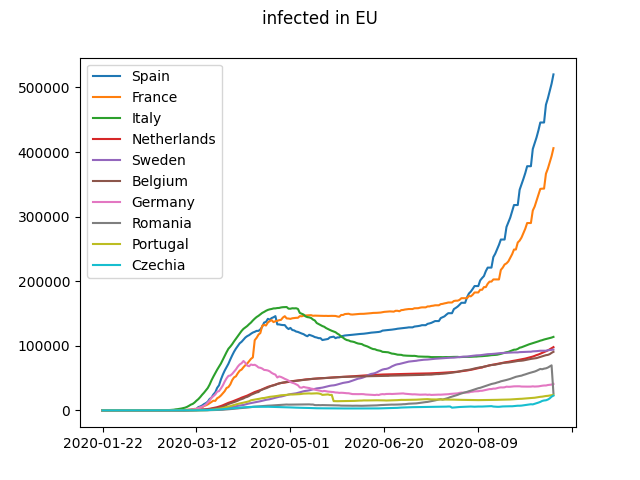 infected in EU
500000
400000
300000
200000
100000
0
Spain
France
Italy
Netherlands
Sweden
Belgium
Germany
Romania
Portugal
Czechia
2020-01-22 2020-03-12 2020-05-01 2020-06-20 2020-08-09